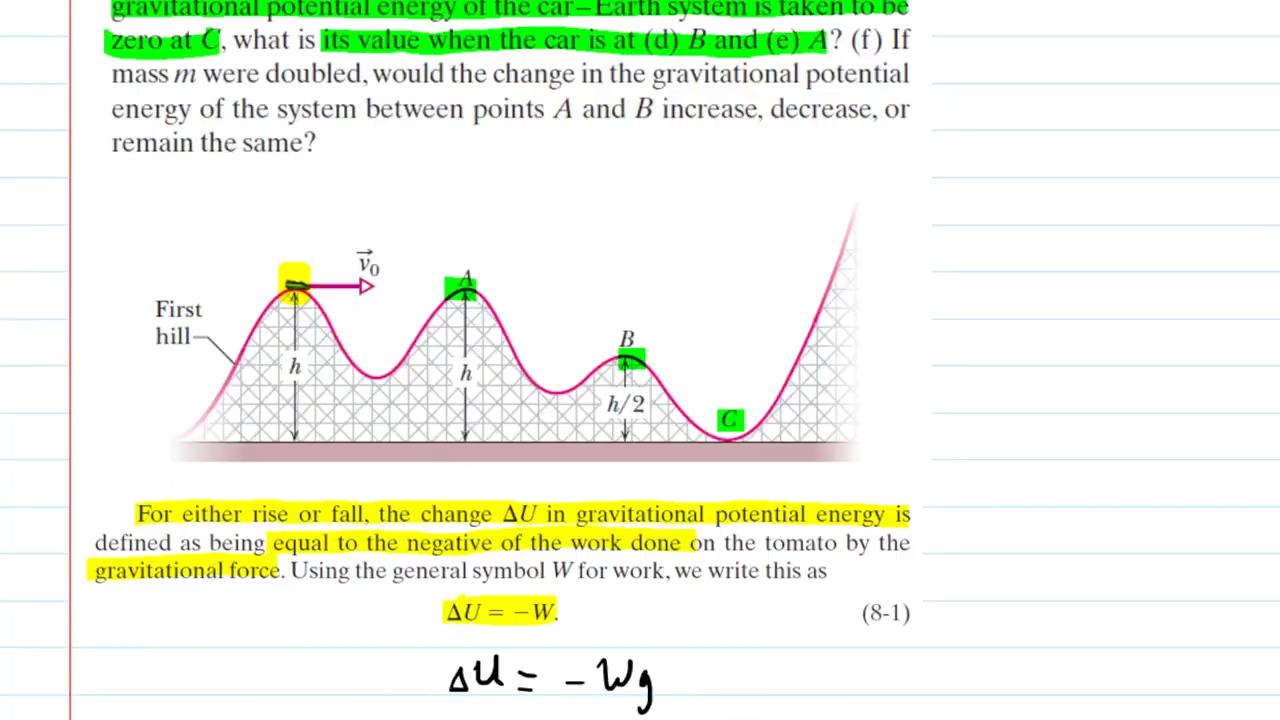 gravitational potential energy of the car–Earth system is taken to be
zero at C, what is its value when the car is at (d) B and (e) A? (f) If
mass m were doubled, would the change in the gravitational potential
energy of the system between points A and B increase, decrease, or
remain the same?
v⃗0
A
First
hill
B
h
h
h/2
C
For either rise or fall, the change ΔU in gravitational potential energy is
defined as being equal to the negative of the work done on the tomato by the
gravitational force. Using the general symbol W for work, we write this as
ΔU = −W. (8-1)
ΔU = − Wg